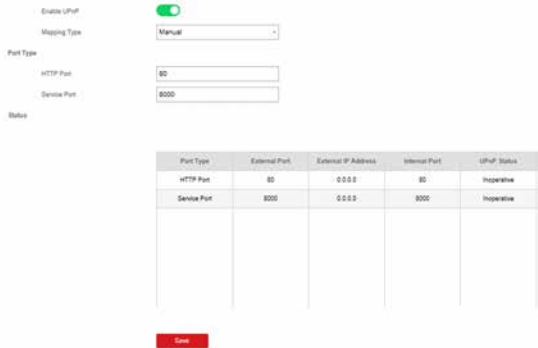 Enable UPnP
Mapping Type Manual
Port Type
HTTP Port 80
Service Port 8000
Status
Port Type External Port External IP Address Internal Port UPnP Status
HTTP Port 80 0.0.0.0 80 Inoperative
Service Port 8000 0.0.0.0 8000 Inoperative
Save